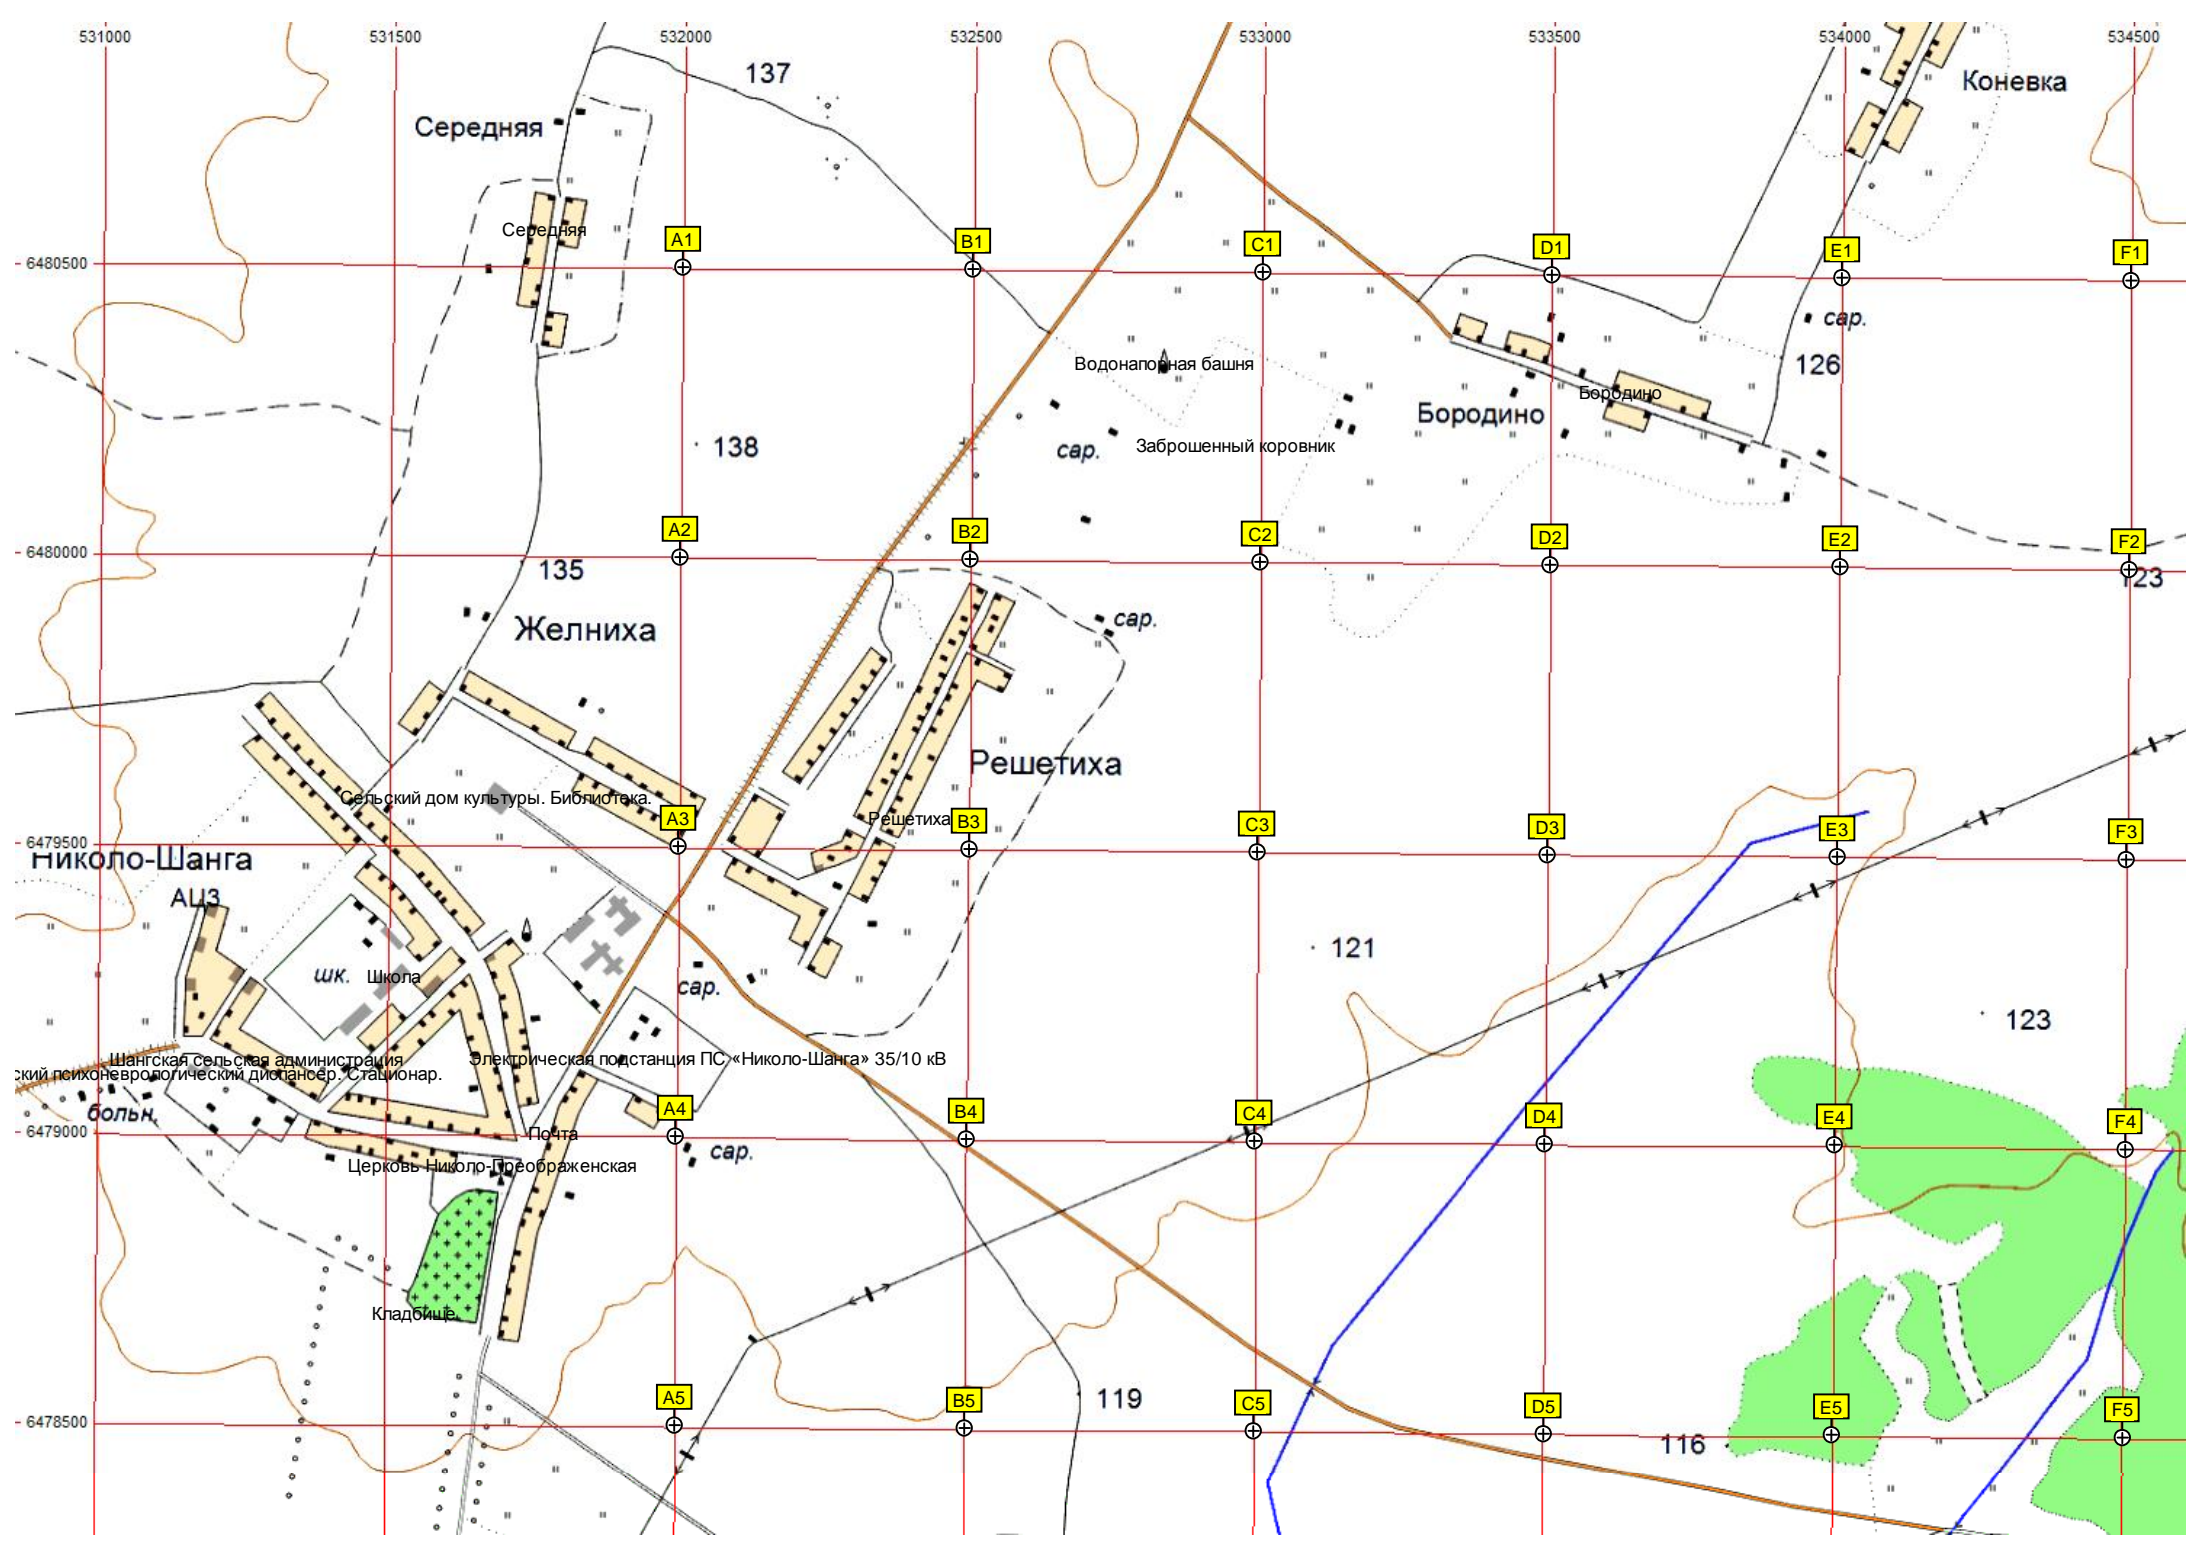 531000 531500 532000 532500 533000 533500 534000 534500
137
Коневка
Середняя
Середняя
A1 B1 C1 D1 E1 F1
6480500
сар.
Водонапорная башня
126
Бородино
Бородино
138
сар.
Заброшенный коровник
A2 B2 C2 D2 E2 F2
6480000
135
123
Желниха
сар.
Решетиха
Сельский дом культуры. Библиотека.
Решетиха
A3 B3 C3 D3 E3 F3
6479500
Николо-Шанга
АЦЗ
121
шк.
Школа
сар.
123
Шангская сельская администрация
Электрическая подстанция ПС «Николо-Шанга» 35/10 кВ
ский психоневрологический диспансер. Стационар.
больн.
A4 B4 C4 D4 E4 F4
6479000
Почта
сар.
Церковь Николо-Преображенская
Кладбище
119
A5 B5 C5 D5 E5 F5
6478500
116